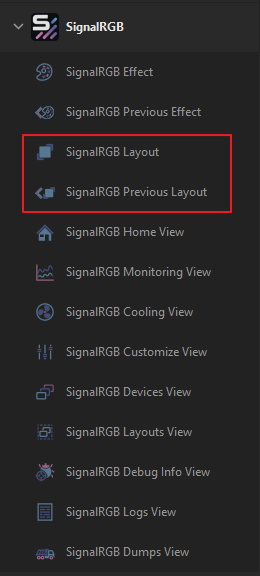 SignalRGB
SignalRGB Effect
SignalRGB Previous Effect
SignalRGB Layout
SignalRGB Previous Layout
SignalRGB Home View
SignalRGB Monitoring View
SignalRGB Cooling View
SignalRGB Customize View
SignalRGB Devices View
SignalRGB Layouts View
SignalRGB Debug Info View
SignalRGB Logs View
SignalRGB Dumps View